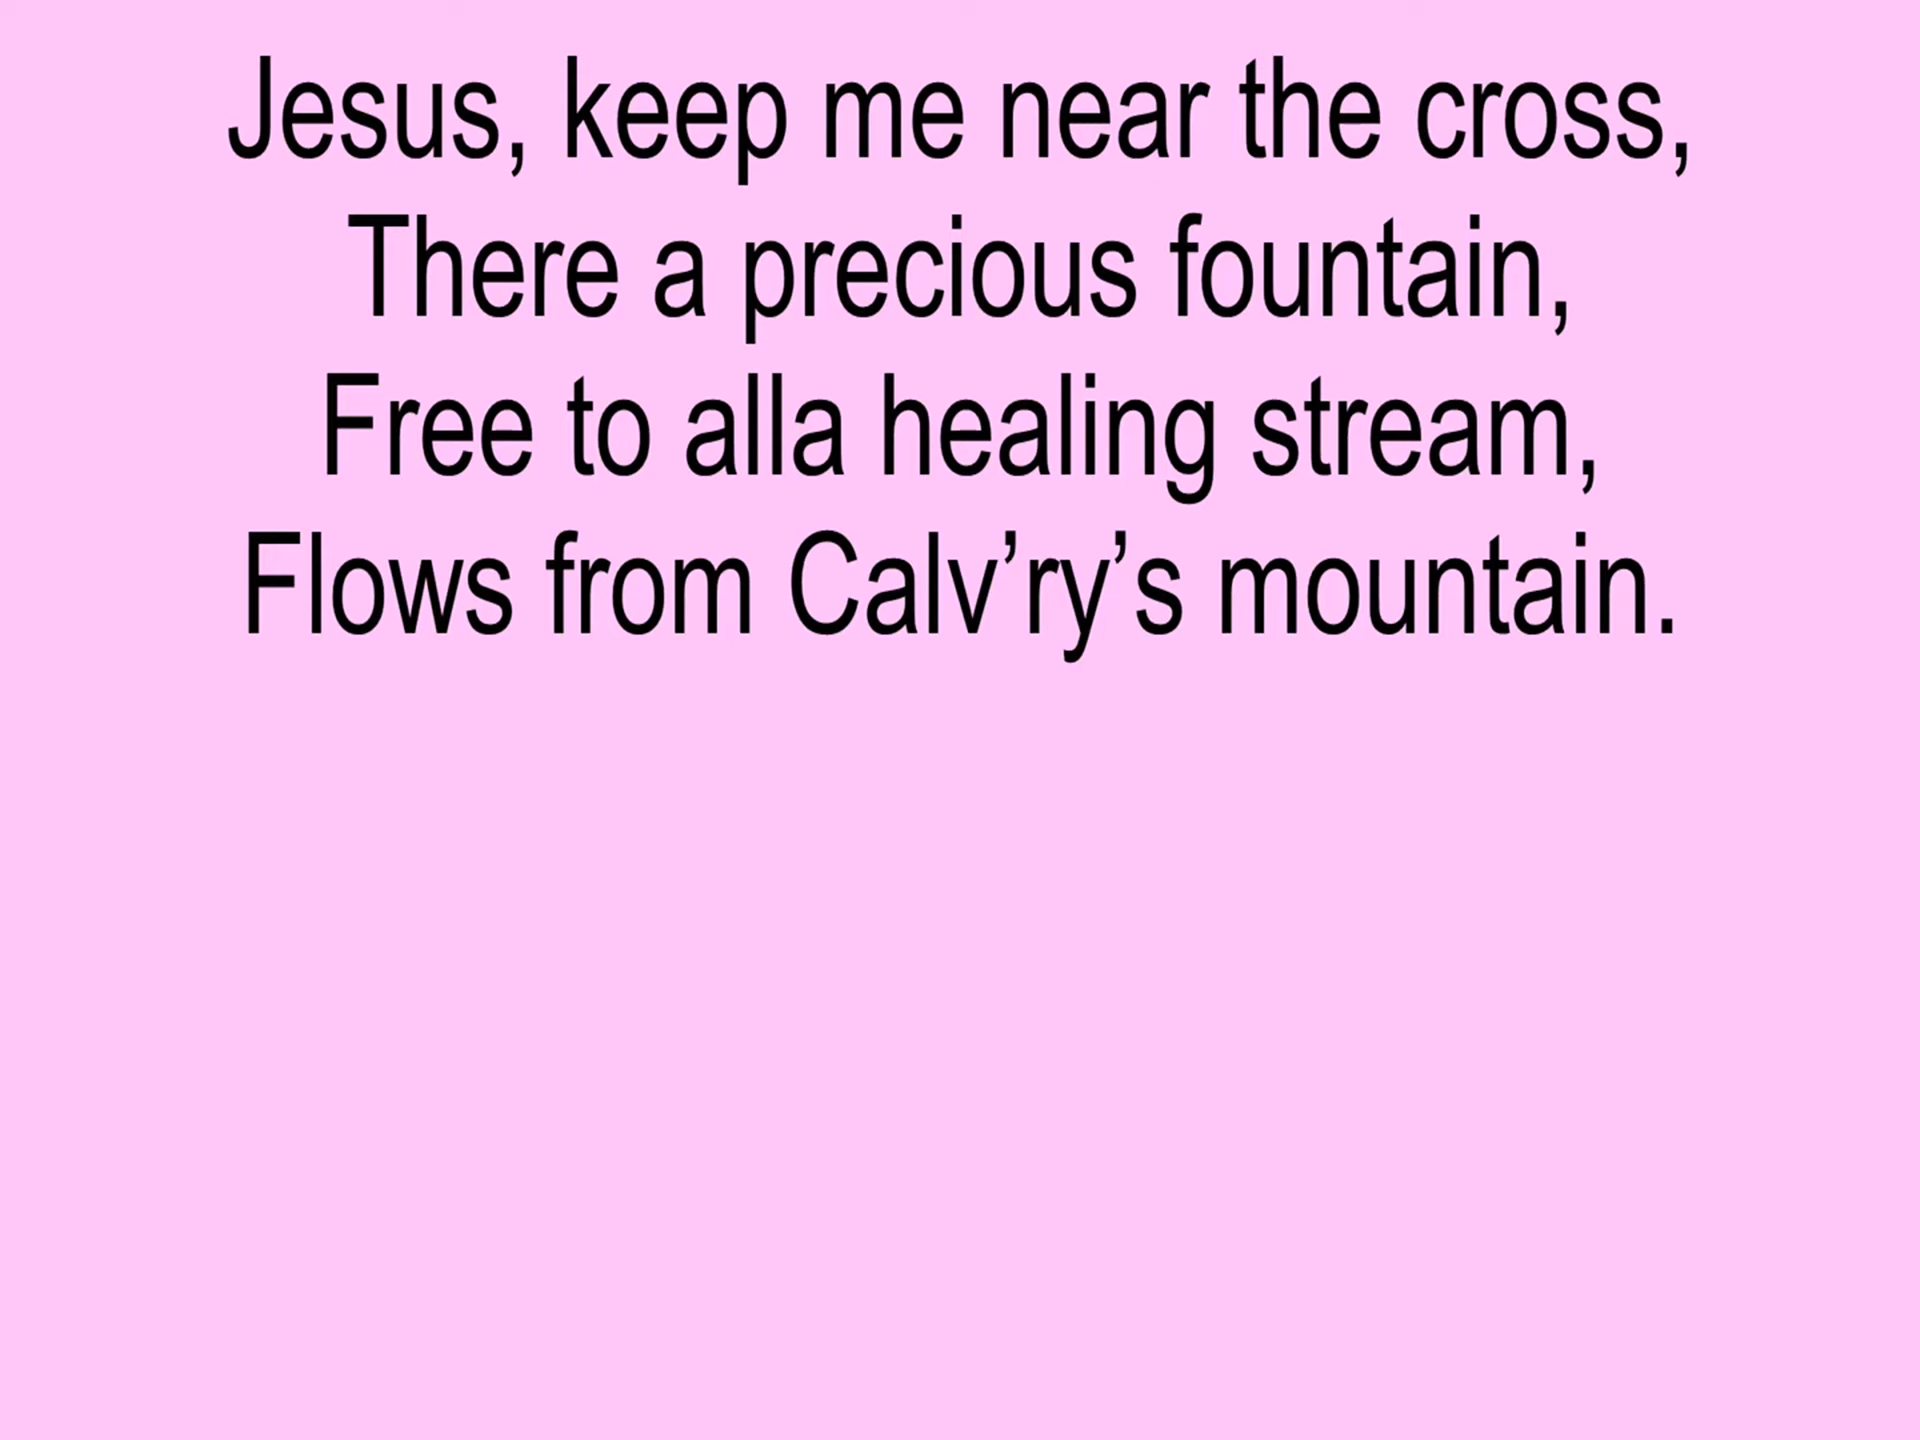 Jesus, keep me near the cross,
There a precious fountain,
Free to alla healing stream,
Flows from Calv’ry’s mountain.